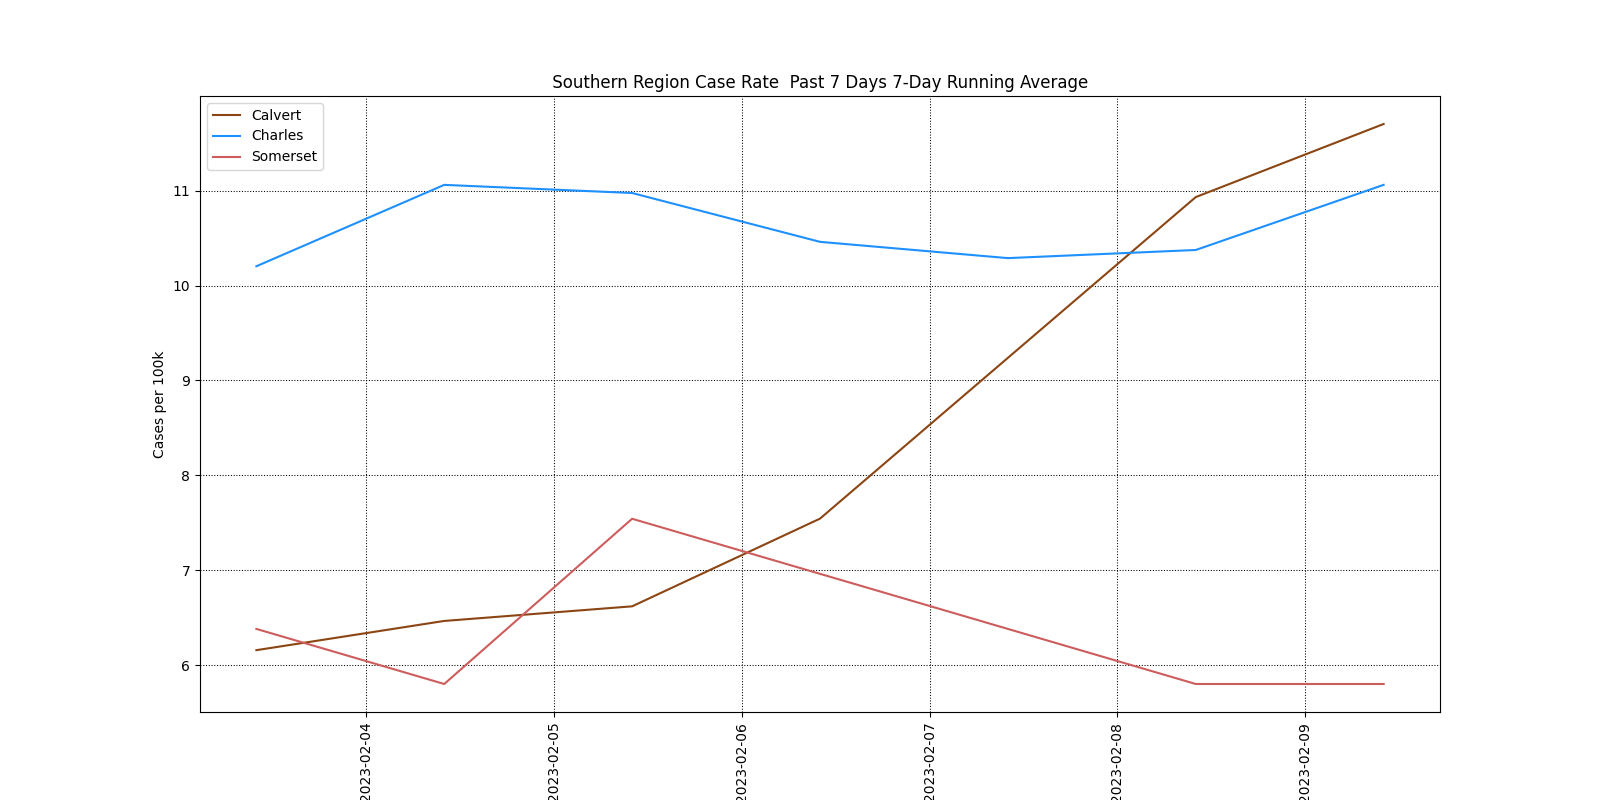 Southern Region Case Rate  Past 7 Days 7-Day Running Average
Calvert
Charles
Somerset
Cases per 100k
11
10
9
8
7
6
2023-02-04
2023-02-05
2023-02-06
2023-02-07
2023-02-08
2023-02-09